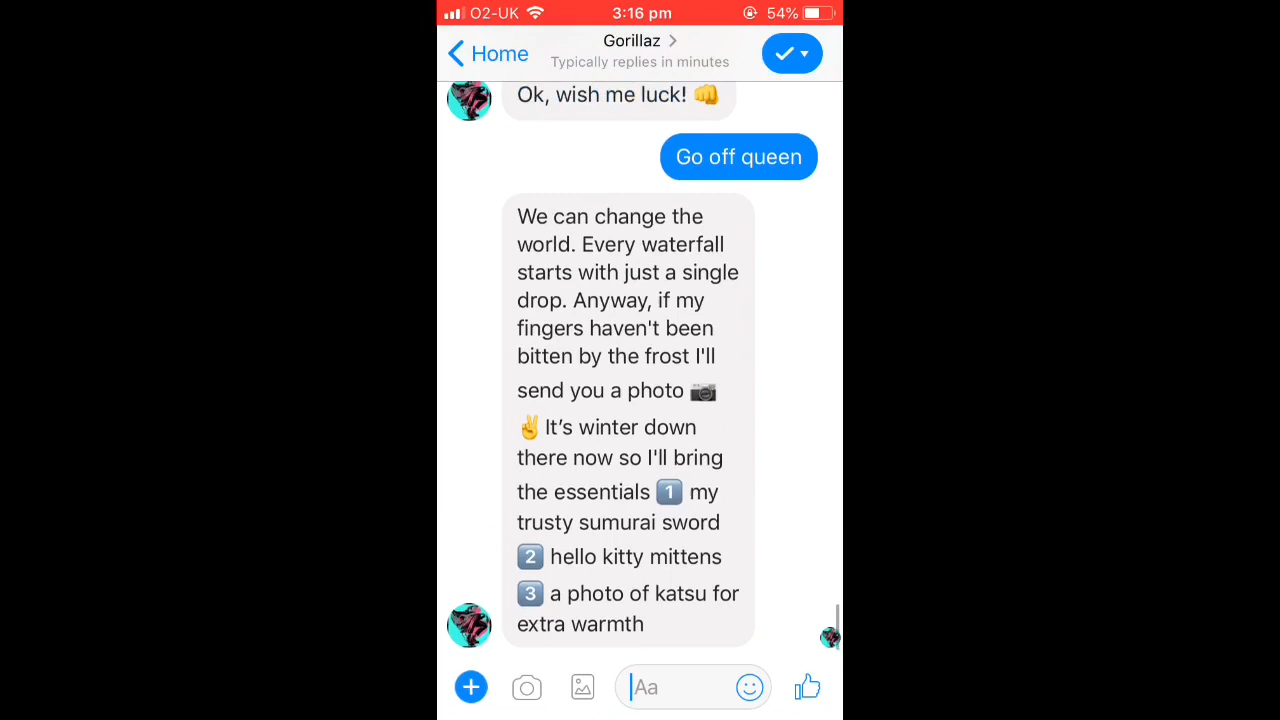 O2-UK 3:16 pm 54%
Home Gorillaz
Typically replies in minutes
Ok, wish me luck! 👊
Go off queen
We can change the
world. Every waterfall
starts with just a single
drop. Anyway, if my
fingers haven't been
bitten by the frost I'll
send you a photo 📷
✌️It’s winter down
there now so I'll bring
the essentials 1️⃣ my
trusty sumurai sword
2️⃣ hello kitty mittens
3️⃣ a photo of katsu for
extra warmth
Aa